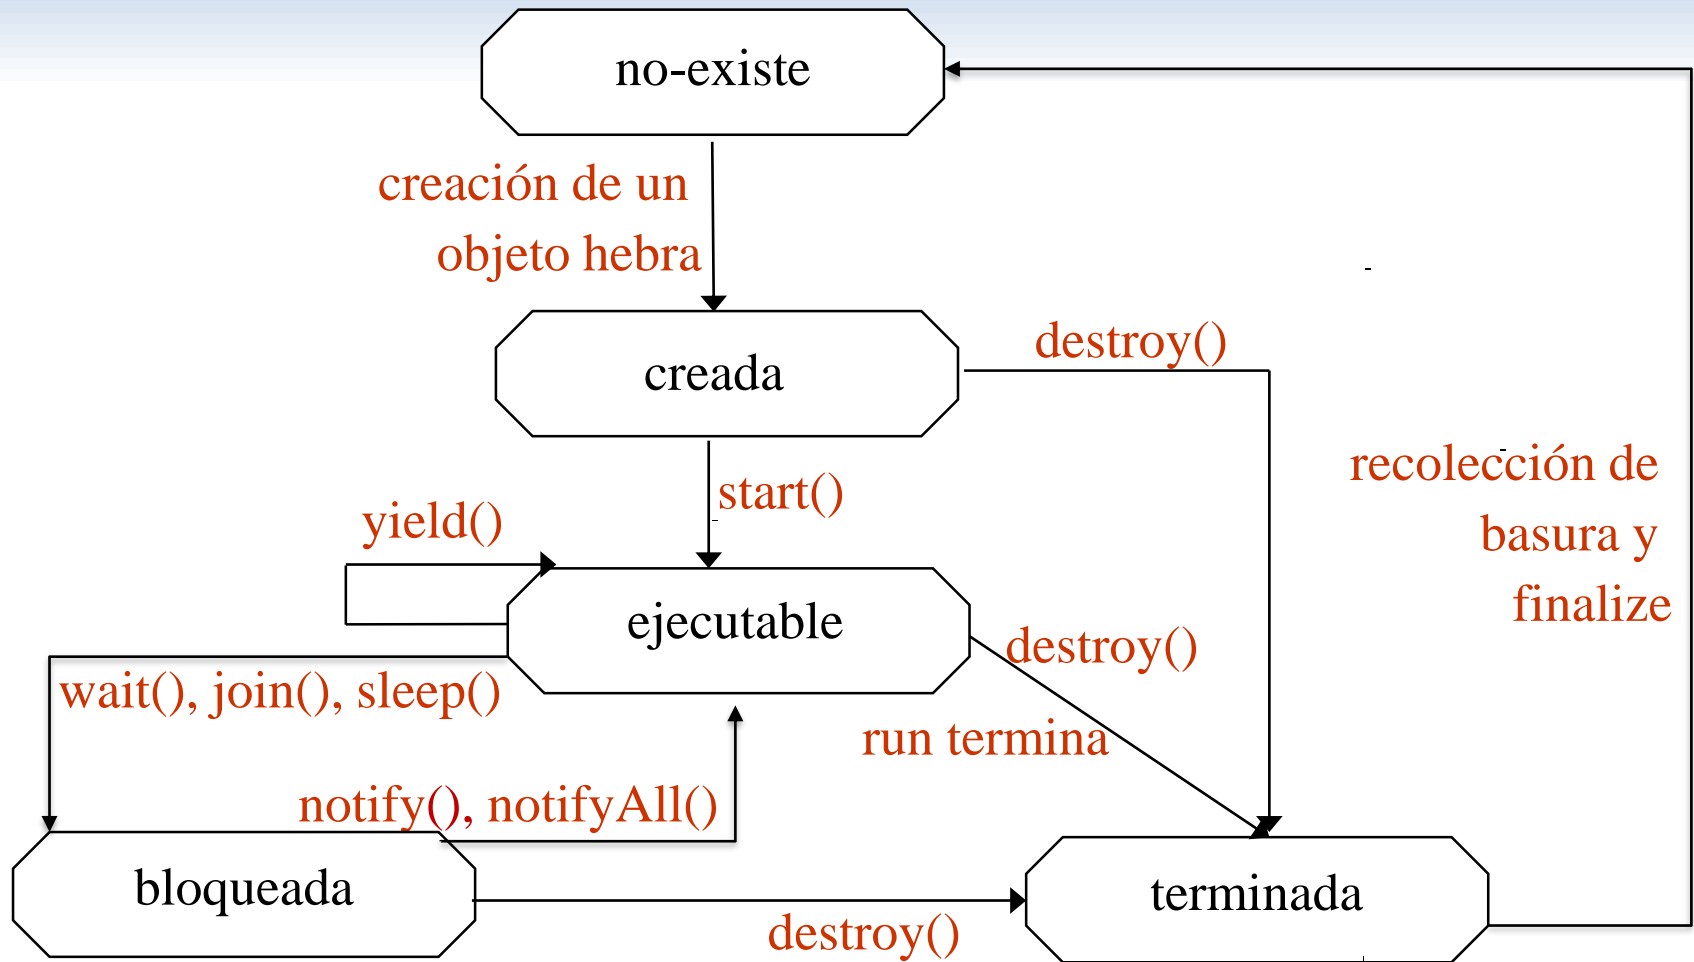 no-existe
creación de un
objeto hebra
creada
destroy()
start()
recolección de
basura y
finalize
yield()
ejecutable
destroy()
wait(), join(), sleep()
run termina
notify(), notifyAll()
bloqueada
terminada
destroy()